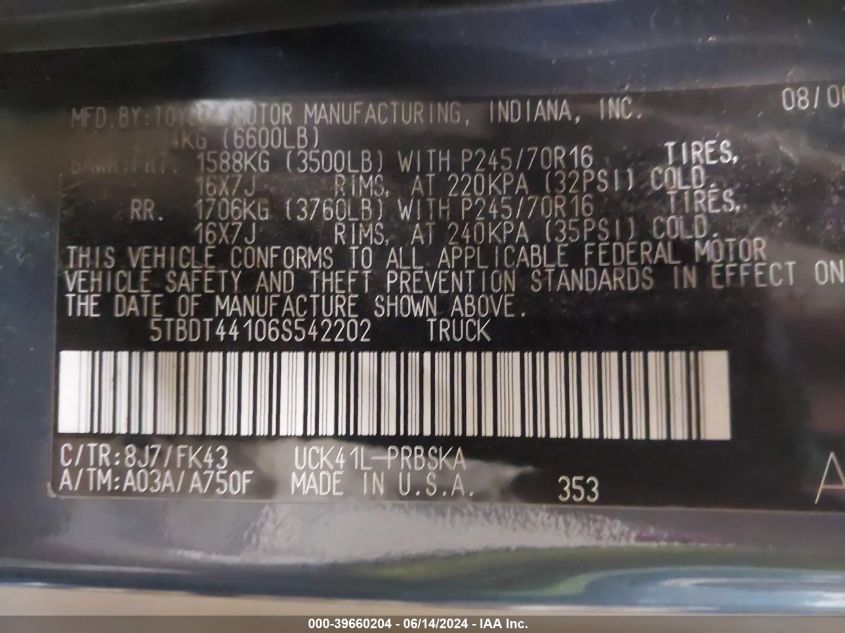 MFD. BY: TOYOTA MOTOR MANUFACTURING, INDIANA, INC. 08/0
4KG (6600LB)
GAWR:FRT. 1588KG (3500LB) WITH P245/70R16 TIRES,
16X7J RIMS, AT 220KPA (32PSI) COLD.
RR. 1706KG (3760LB) WITH P245/70R16 TIRES,
16X7J RIMS, AT 240KPA (35PSI) COLD.
THIS VEHICLE CONFORMS TO ALL APPLICABLE FEDERAL MOTOR
VEHICLE SAFETY AND THEFT PREVENTION STANDARDS IN EFFECT ON
THE DATE OF MANUFACTURE SHOWN ABOVE.
5TBDT44106S542202 TRUCK
C/TR:8J7/FK43 UCK41L-PRBSKA
A/TM:A03A/A750F MADE IN U.S.A. 353 A
000-39660204 - 06/14/2024 - IAA Inc.